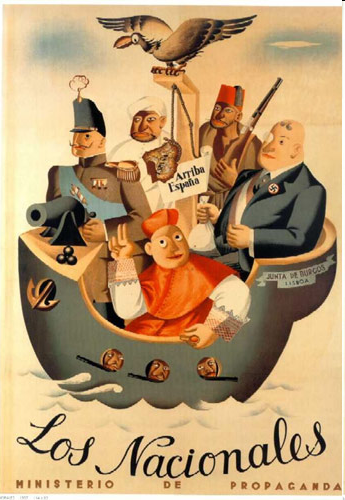 Arriba
España
JUNTA DE BURGOS
LISBOA
Los Nacionales
MINISTERIO DE PROPAGANDA